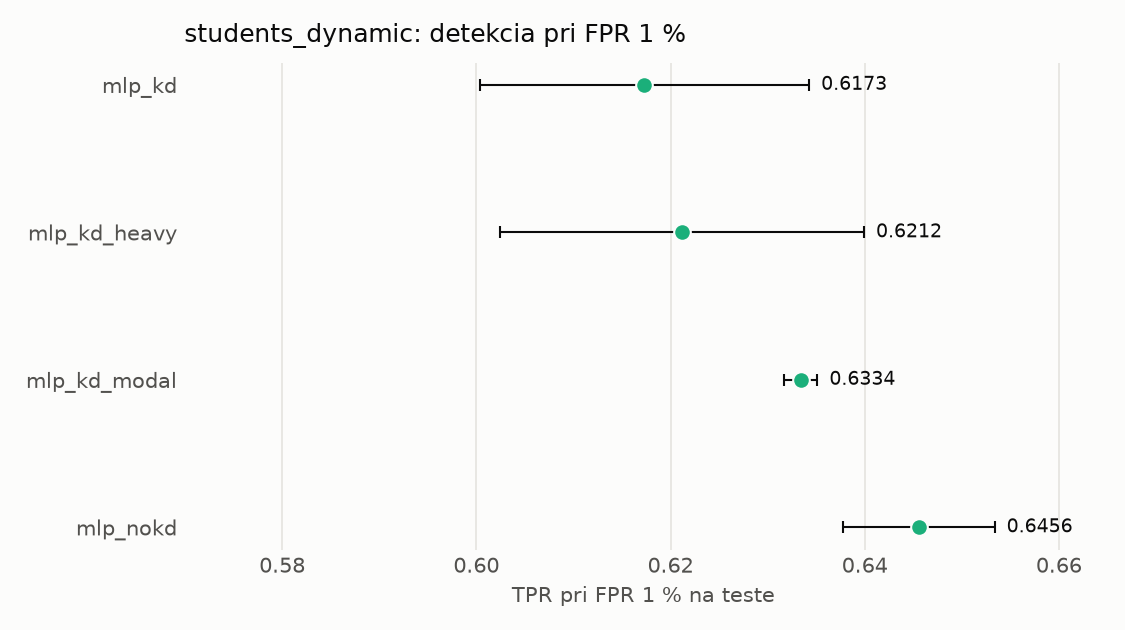 students_dynamic: detekcia pri FPR 1 %
mlp_kd
0.6173
mlp_kd_heavy
0.6212
mlp_kd_modal
0.6334
mlp_nokd
0.6456
0.58 0.60 0.62 0.64 0.66
TPR pri FPR 1 % na teste